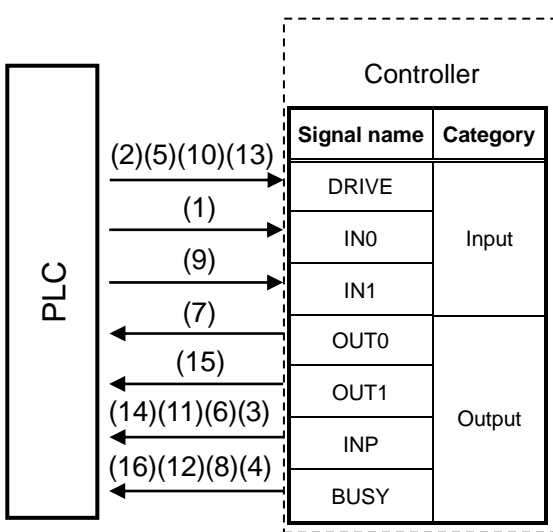 Controller
Signal name Category
(2)(5)(10)(13)
DRIVE
(1)
IN0
Input
(9)
IN1
PLC
(7)
OUT0
(15)
OUT1
(14)(11)(6)(3)
Output
INP
(16)(12)(8)(4)
BUSY